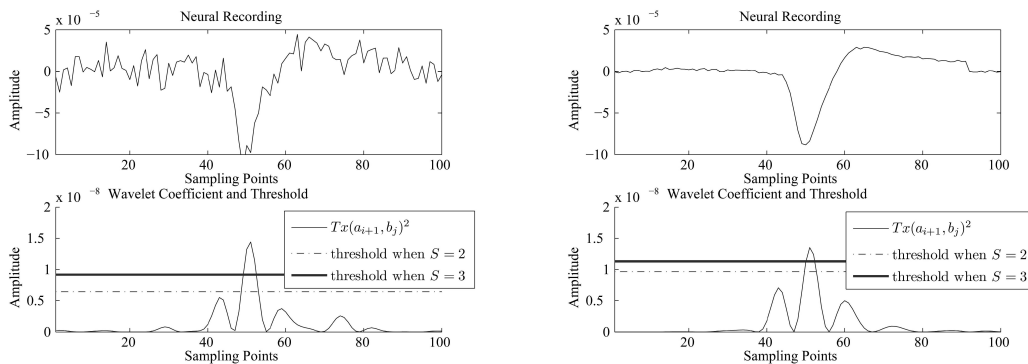 x 10 −5
Neural Recording
5
0
−5
−10
Amplitude
20
40
60
80
100
Sampling Points
x 10 −8
Wavelet Coefficient and Threshold
2
1.5
1
0.5
0
Amplitude
Tx(a_{i+1}, b_j)^2
threshold when S = 2
threshold when S = 3
20
40
60
80
100
Sampling Points
x 10 −5
Neural Recording
5
0
−5
−10
Amplitude
20
40
60
80
100
Sampling Points
x 10 −8
Wavelet Coefficient and Threshold
2
1.5
1
0.5
0
Amplitude
Tx(a_{i+1}, b_j)^2
threshold when S = 2
threshold when S = 3
20
40
60
80
100
Sampling Points